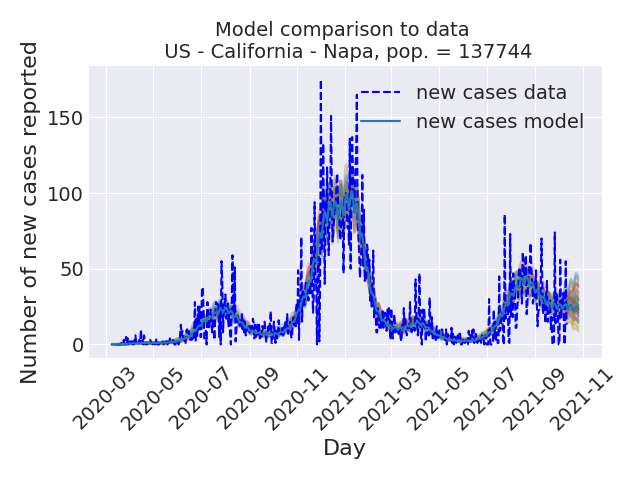 Model comparison to data
US - California - Napa, pop. = 137744
Number of new cases reported
150
100
50
0
new cases data
new cases model
2020-03
2020-05
2020-07
2020-09
2020-11
2021-01
2021-03
2021-05
2021-07
2021-09
2021-11
Day